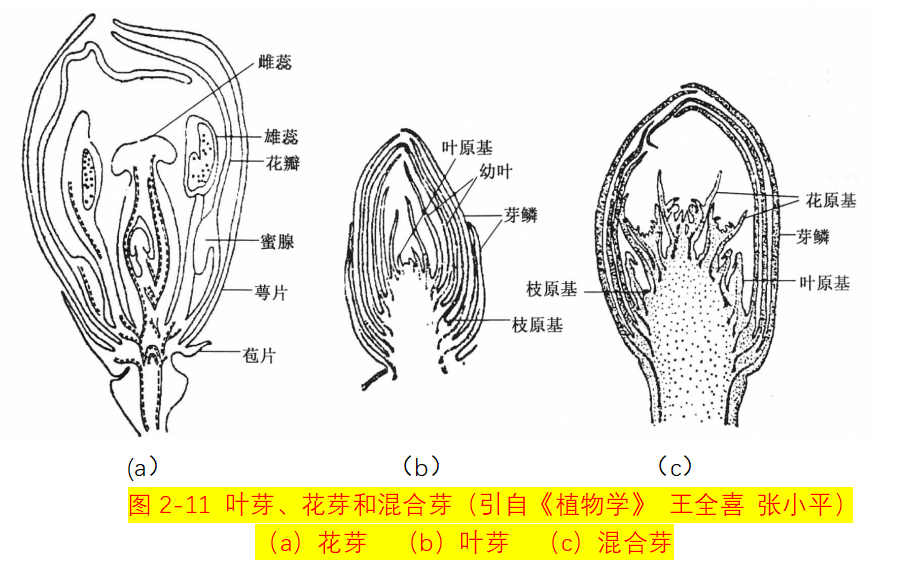 雌蕊
雄蕊
花瓣
蜜腺
萼片
苞片
叶原基
幼叶
芽鳞
枝原基
花原基
芽鳞
枝原基
叶原基
(a) (b) (c)
图 2-11 叶芽、花芽和混合芽（引自《植物学》 王全喜 张小平）
（a）花芽 （b）叶芽 （c）混合芽